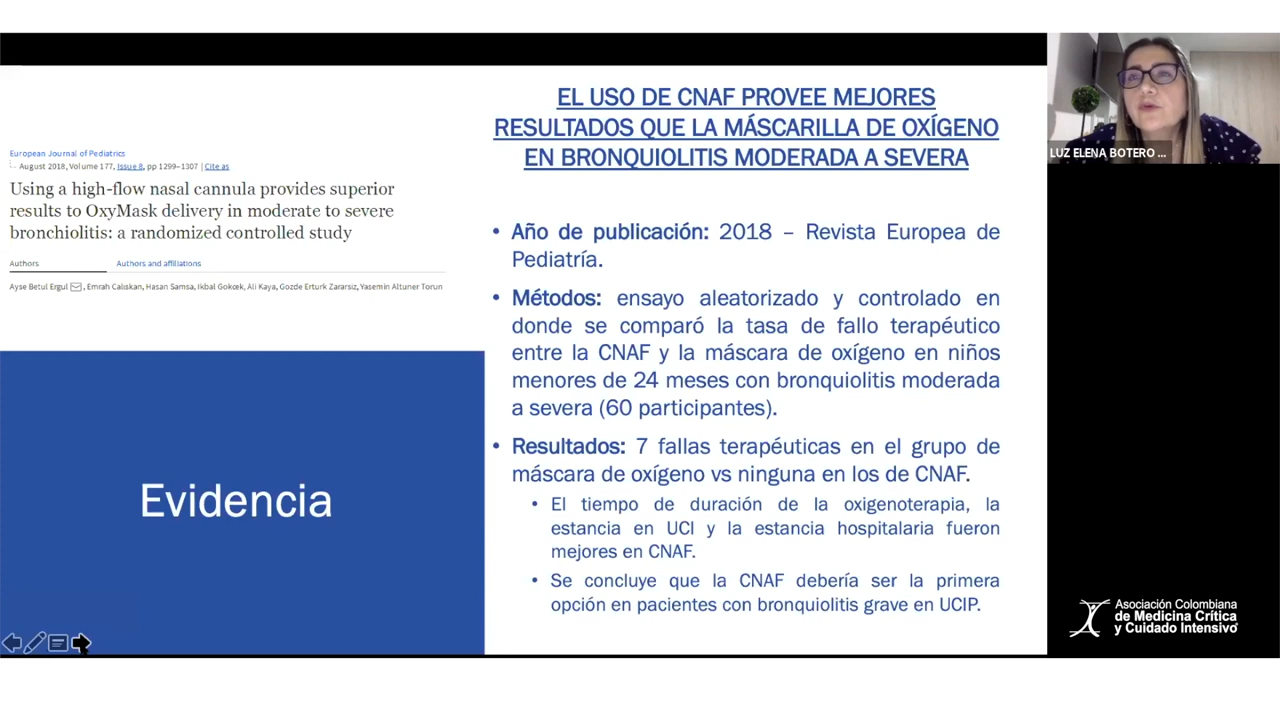 European Journal of Pediatrics
August 2018, Volume 177, Issue 8, pp 1299–1307 | Cite as
Using a high-flow nasal cannula provides superior
results to OxyMask delivery in moderate to severe
bronchiolitis: a randomized controlled study
Authors
Authors and affiliations
Ayse Betul Ergul, Emrah Calıskan, Hasan Samsa, Ikbal Gokcek, Ali Kaya, Gozde Erturk Zararsiz, Yasemin Altuner Torun
Evidencia
EL USO DE CNAF PROVEE MEJORES
RESULTADOS QUE LA MÁSCARILLA DE OXÍGENO
EN BRONQUIOLITIS MODERADA A SEVERA
• Año de publicación: 2018 – Revista Europea de
Pediatría.
• Métodos: ensayo aleatorizado y controlado en
donde se comparó la tasa de fallo terapéutico
entre la CNAF y la máscara de oxígeno en niños
menores de 24 meses con bronquiolitis moderada
a severa (60 participantes).
• Resultados: 7 fallas terapéuticas en el grupo de
máscara de oxígeno vs ninguna en los de CNAF.
• El tiempo de duración de la oxigenoterapia, la
estancia en UCI y la estancia hospitalaria fueron
mejores en CNAF.
• Se concluye que la CNAF debería ser la primera
opción en pacientes con bronquiolitis grave en UCIP.
LUZ ELENA BOTERO ...
Asociación Colombiana
de Medicina Crítica
y Cuidado Intensivo